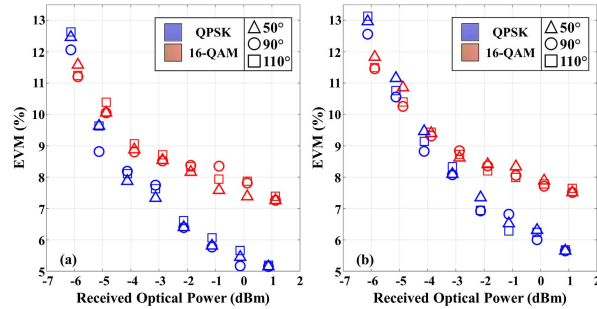 QPSK
16-QAM
50°
90°
110°
13
12
11
10
9
8
7
6
5
EVM (%)
(a)
-7 -6 -5 -4 -3 -2 -1 0 1 2
Received Optical Power (dBm)
QPSK
16-QAM
50°
90°
110°
13
12
11
10
9
8
7
6
5
EVM (%)
(b)
-7 -6 -5 -4 -3 -2 -1 0 1 2
Received Optical Power (dBm)